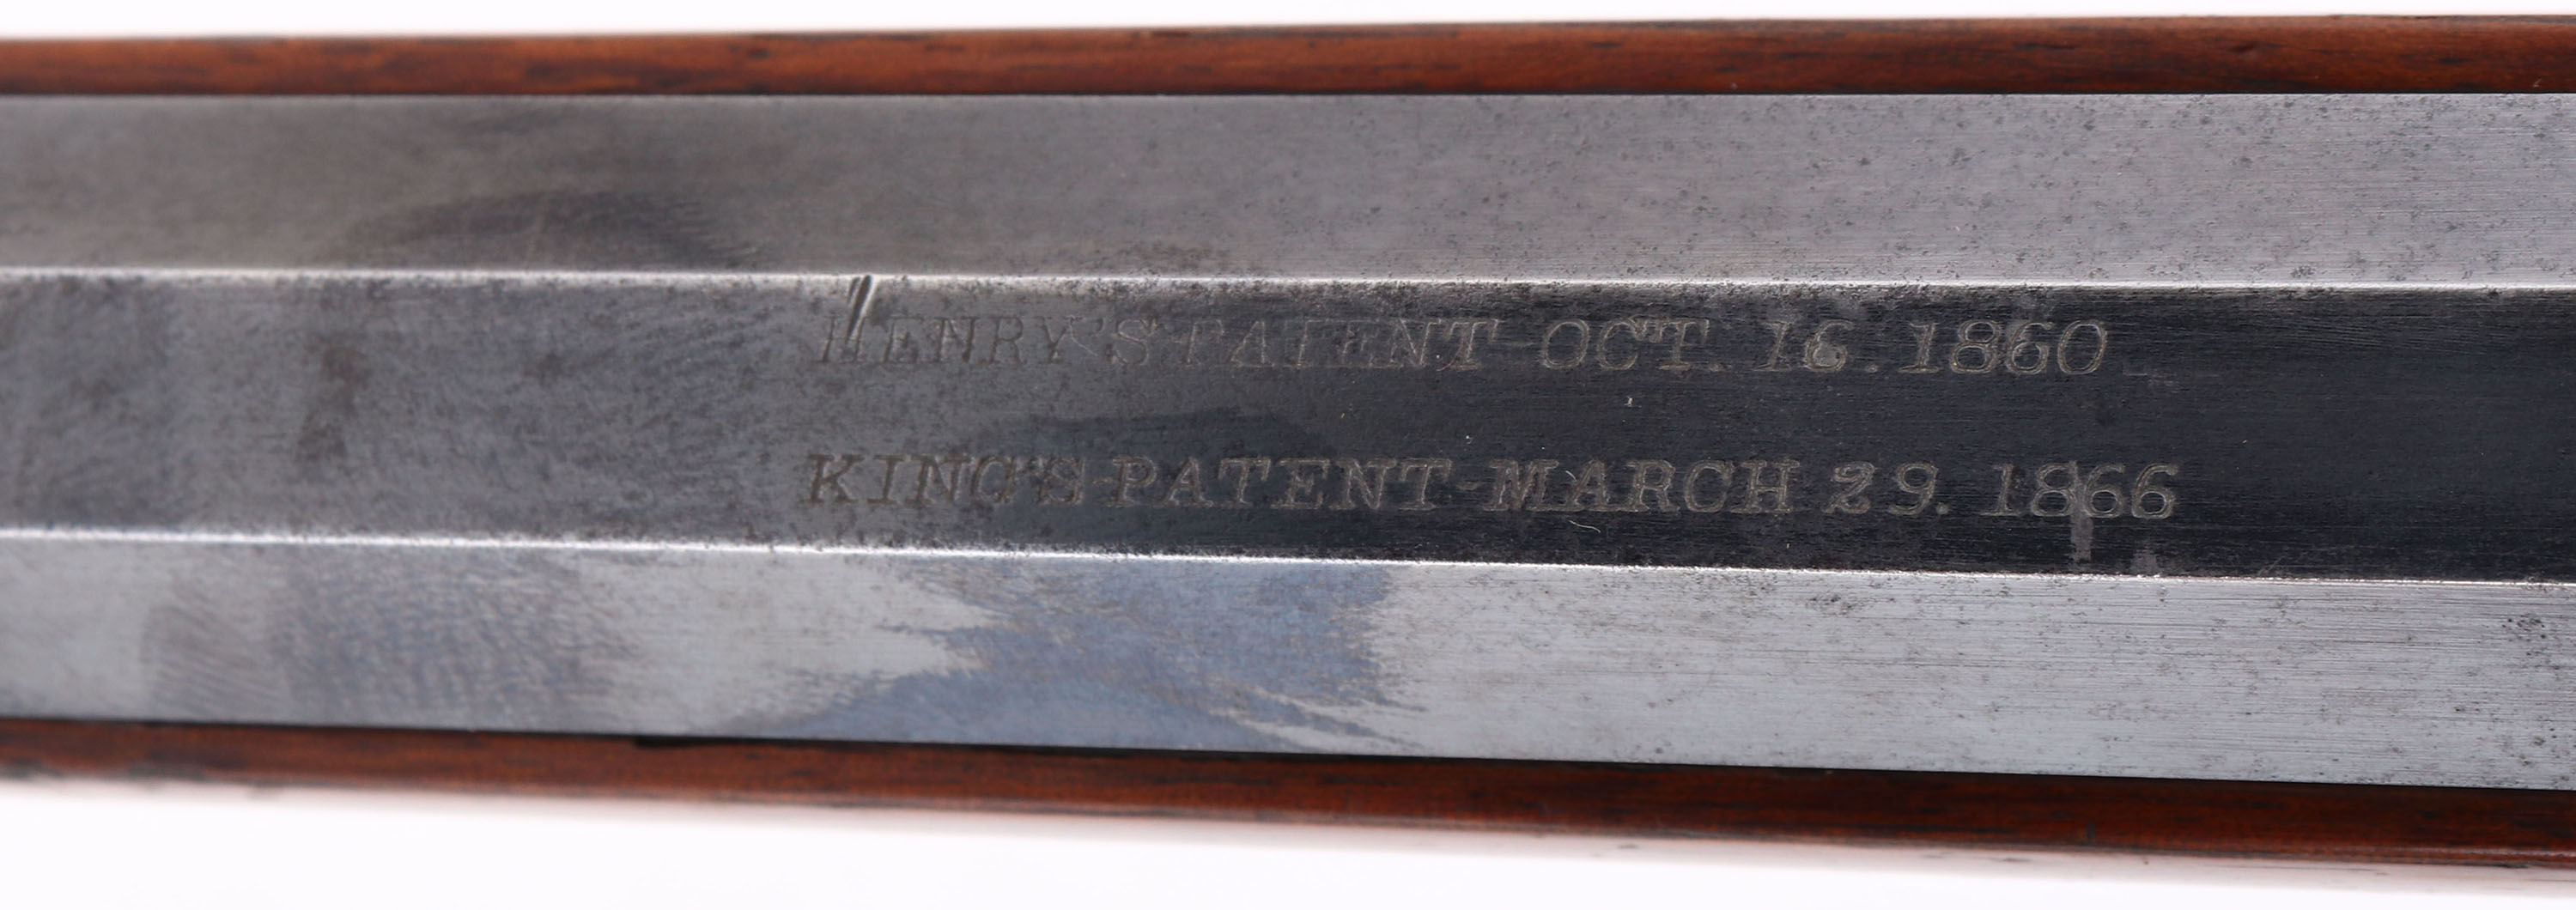 HENRY'S PATENT-OCT. 16. 1860
KING'S-PATENT-MARCH 29. 1866